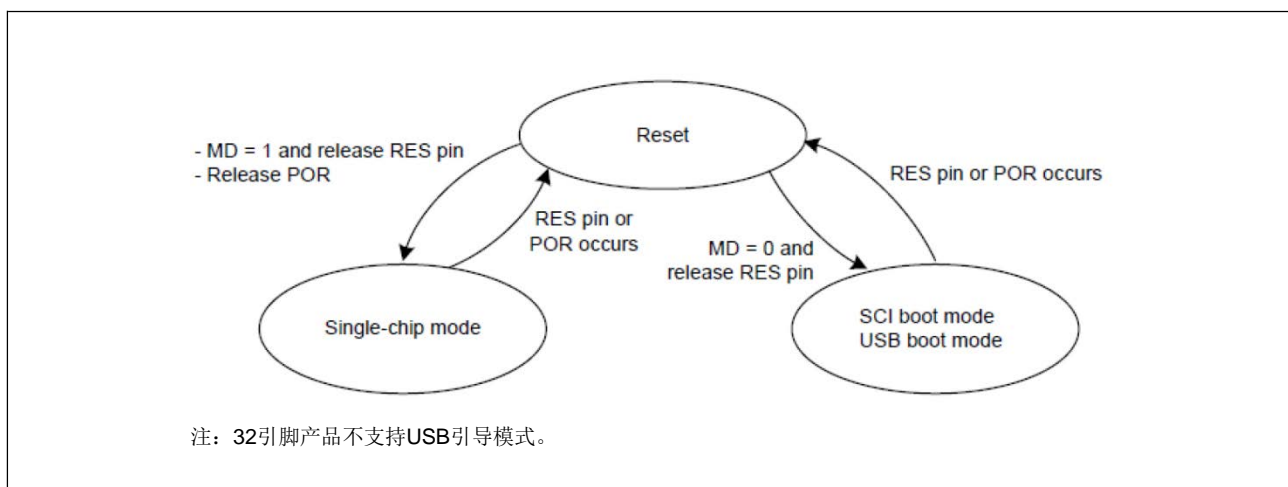 Reset
- MD = 1 and release RES pin
- Release POR
RES pin or POR occurs
RES pin or
POR occurs
MD = 0 and
release RES pin
Single-chip mode
SCI boot mode
USB boot mode
注：32引脚产品不支持USB引导模式。